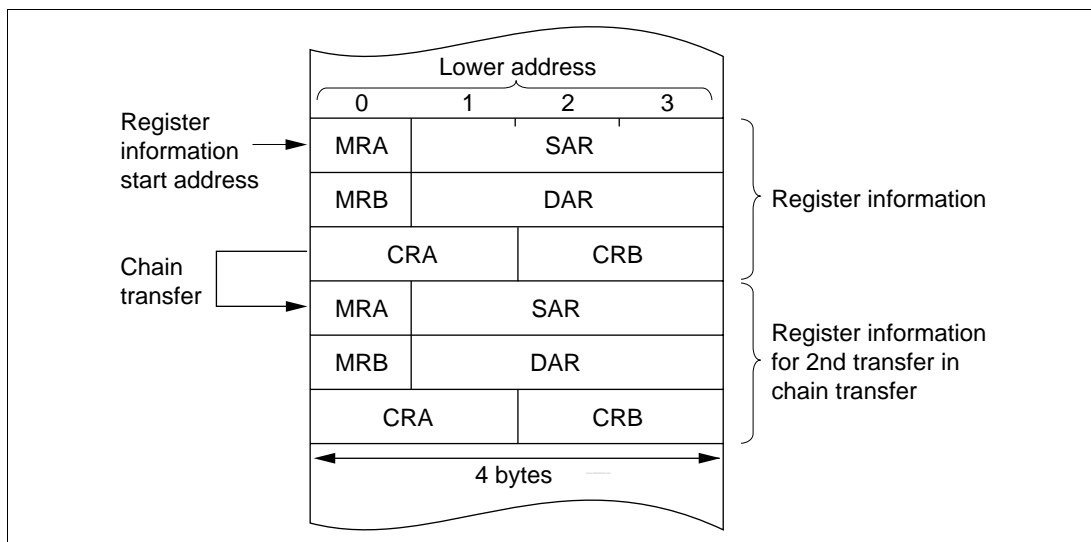 Lower address
0 1 2 3
Register
information
start address
MRA SAR
MRB DAR
CRA CRB
Register information
Chain
transfer
MRA SAR
MRB DAR
CRA CRB
Register information
for 2nd transfer in
chain transfer
4 bytes